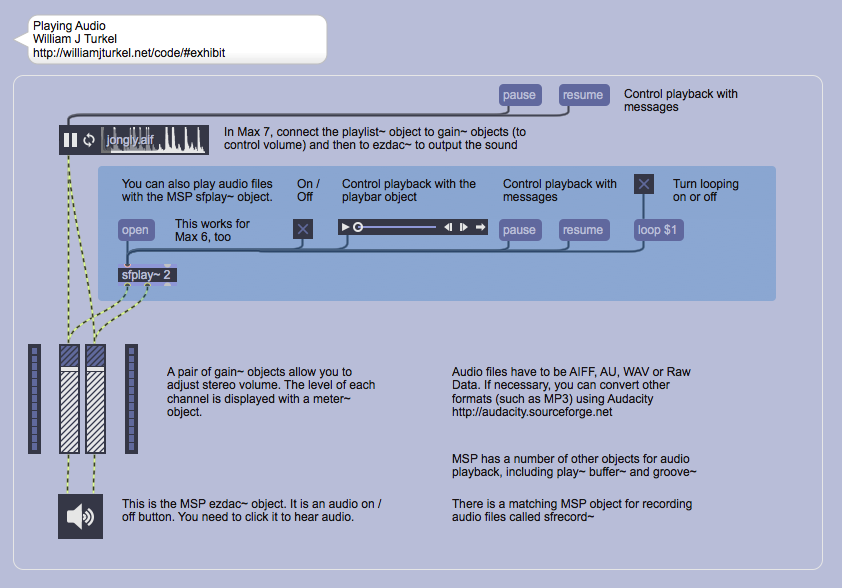 Playing Audio
William J Turkel
http://williamjturkel.net/code/#exhibit
pause
resume
Control playback with
messages
jongly.aif
In Max 7, connect the playlist~ object to gain~ objects (to
control volume) and then to ezdac~ to output the sound
You can also play audio files
with the MSP sfplay~ object.
On /
Off
Control playback with the
playbar object
Control playback with
messages
Turn looping
on or off
open
This works for
Max 6, too
pause
resume
loop $1
sfplay~ 2
A pair of gain~ objects allow you to
adjust stereo volume. The level of each
channel is displayed with a meter~
object.
Audio files have to be AIFF, AU, WAV or Raw
Data. If necessary, you can convert other
formats (such as MP3) using Audacity
http://audacity.sourceforge.net
MSP has a number of other objects for audio
playback, including play~ buffer~ and groove~
This is the MSP ezdac~ object. It is an audio on /
off button. You need to click it to hear audio.
There is a matching MSP object for recording
audio files called sfrecord~